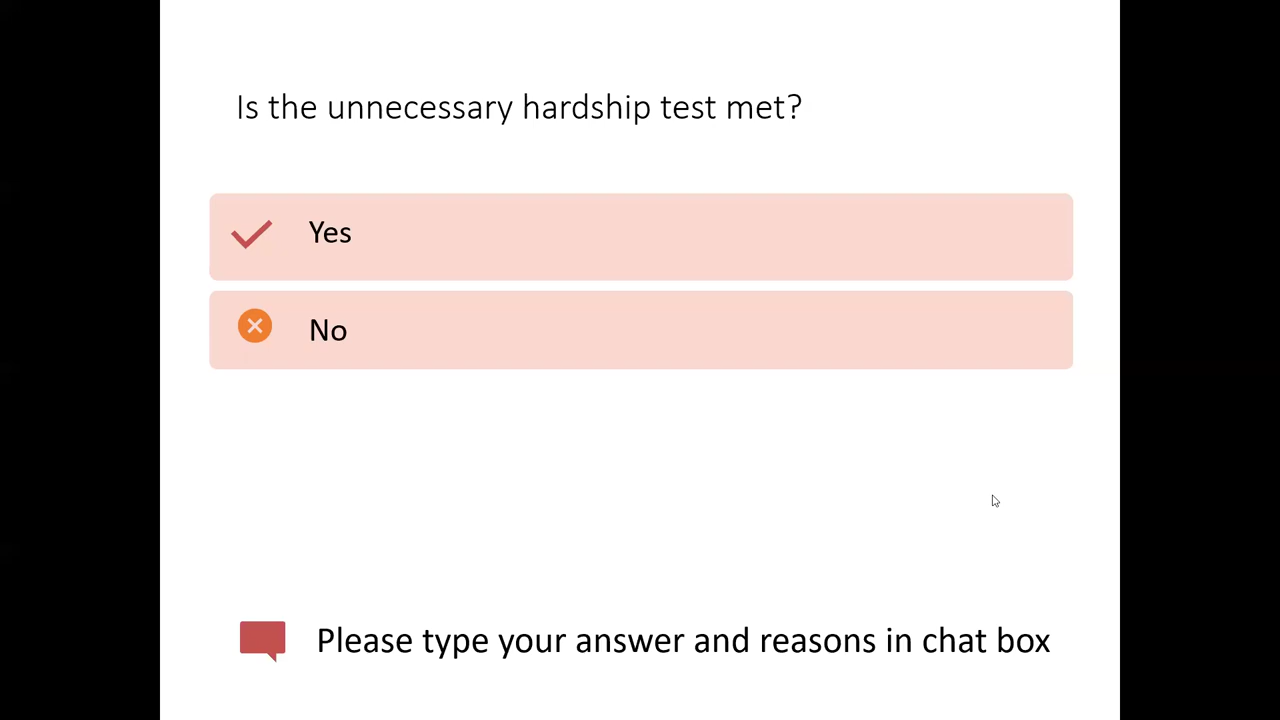 Is the unnecessary hardship test met?
Yes
No
Please type your answer and reasons in chat box